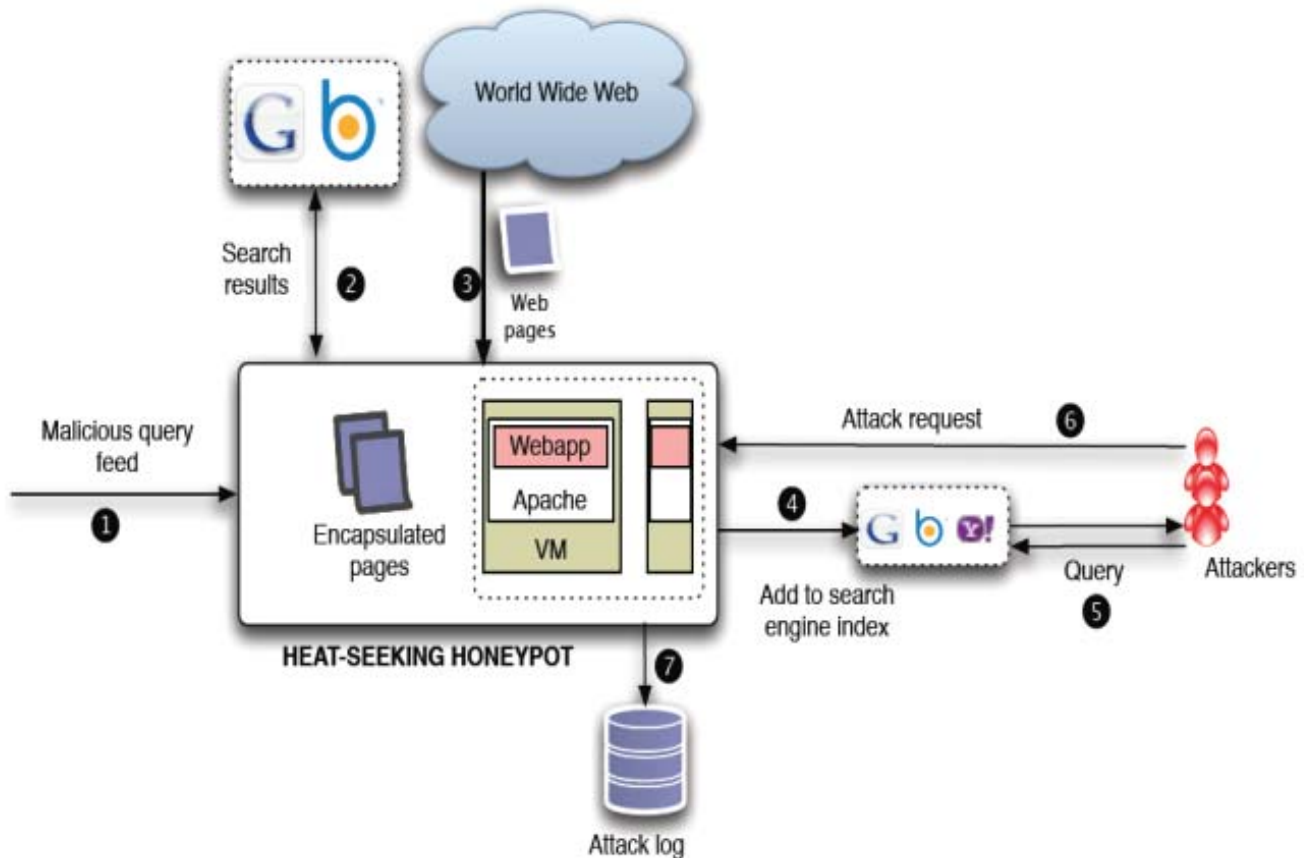 G b
World Wide Web
Search
results
2
3
Web
pages
Malicious query
feed
1
Encapsulated
pages
Webapp
Apache
VM
HEAT-SEEKING HONEYPOT
Attack request
6
4
G b Y!
Add to search
engine index
Query
5
Attackers
7
Attack log